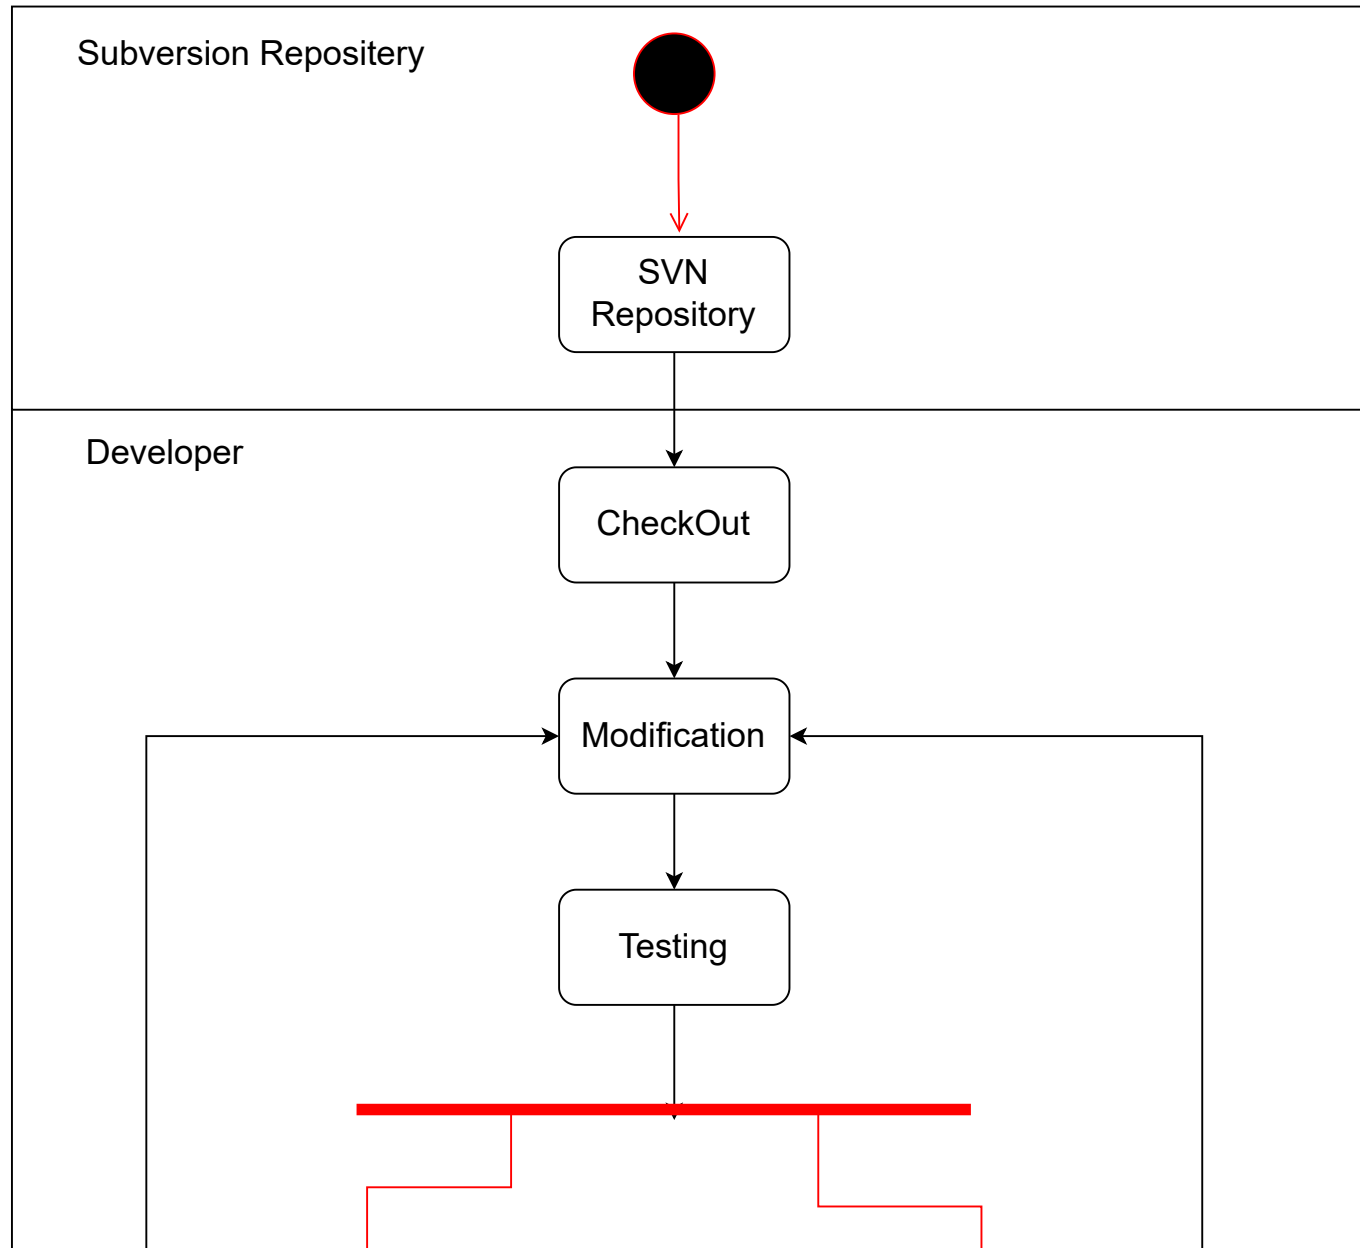 Subversion Repositery
SVN
Repository
Developer
CheckOut
Modification
Testing